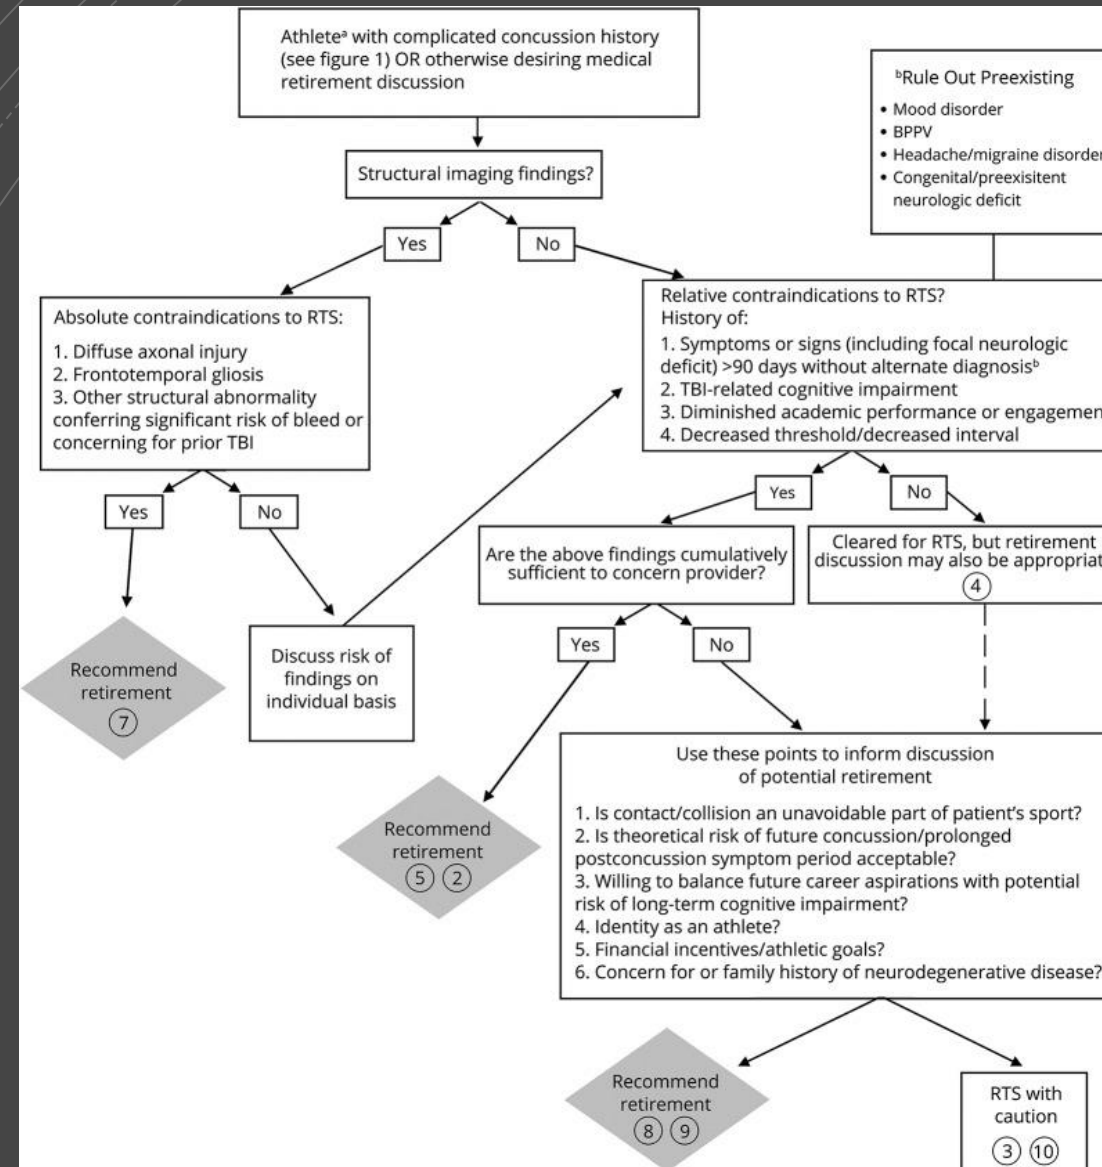 Athleteᵃ with complicated concussion history
(see figure 1) OR otherwise desiring medical
retirement discussion
ᵇRule Out Preexisting
• Mood disorder
• BPPV
• Headache/migraine disorder
• Congenital/preexisitent
neurologic deficit
Structural imaging findings?
Yes
No
Absolute contraindications to RTS:
1. Diffuse axonal injury
2. Frontotemporal gliosis
3. Other structural abnormality
conferring significant risk of bleed or
concerning for prior TBI
Relative contraindications to RTS?
History of:
1. Symptoms or signs (including focal neurologic
deficit) >90 days without alternate diagnosisᵇ
2. TBI-related cognitive impairment
3. Diminished academic performance or engagemen
4. Decreased threshold/decreased interval
Yes
No
Yes
No
Are the above findings cumulatively
sufficient to concern provider?
Cleared for RTS, but retirement
discussion may also be appropriat
4
Recommend
retirement
7
Discuss risk of
findings on
individual basis
Yes
No
Recommend
retirement
5 2
Use these points to inform discussion
of potential retirement
1. Is contact/collision an unavoidable part of patient's sport?
2. Is theoretical risk of future concussion/prolonged
postconcussion symptom period acceptable?
3. Willing to balance future career aspirations with potential
risk of long-term cognitive impairment?
4. Identity as an athlete?
5. Financial incentives/athletic goals?
6. Concern for or family history of neurodegenerative disease?
Recommend
retirement
8 9
RTS with
caution
3 10